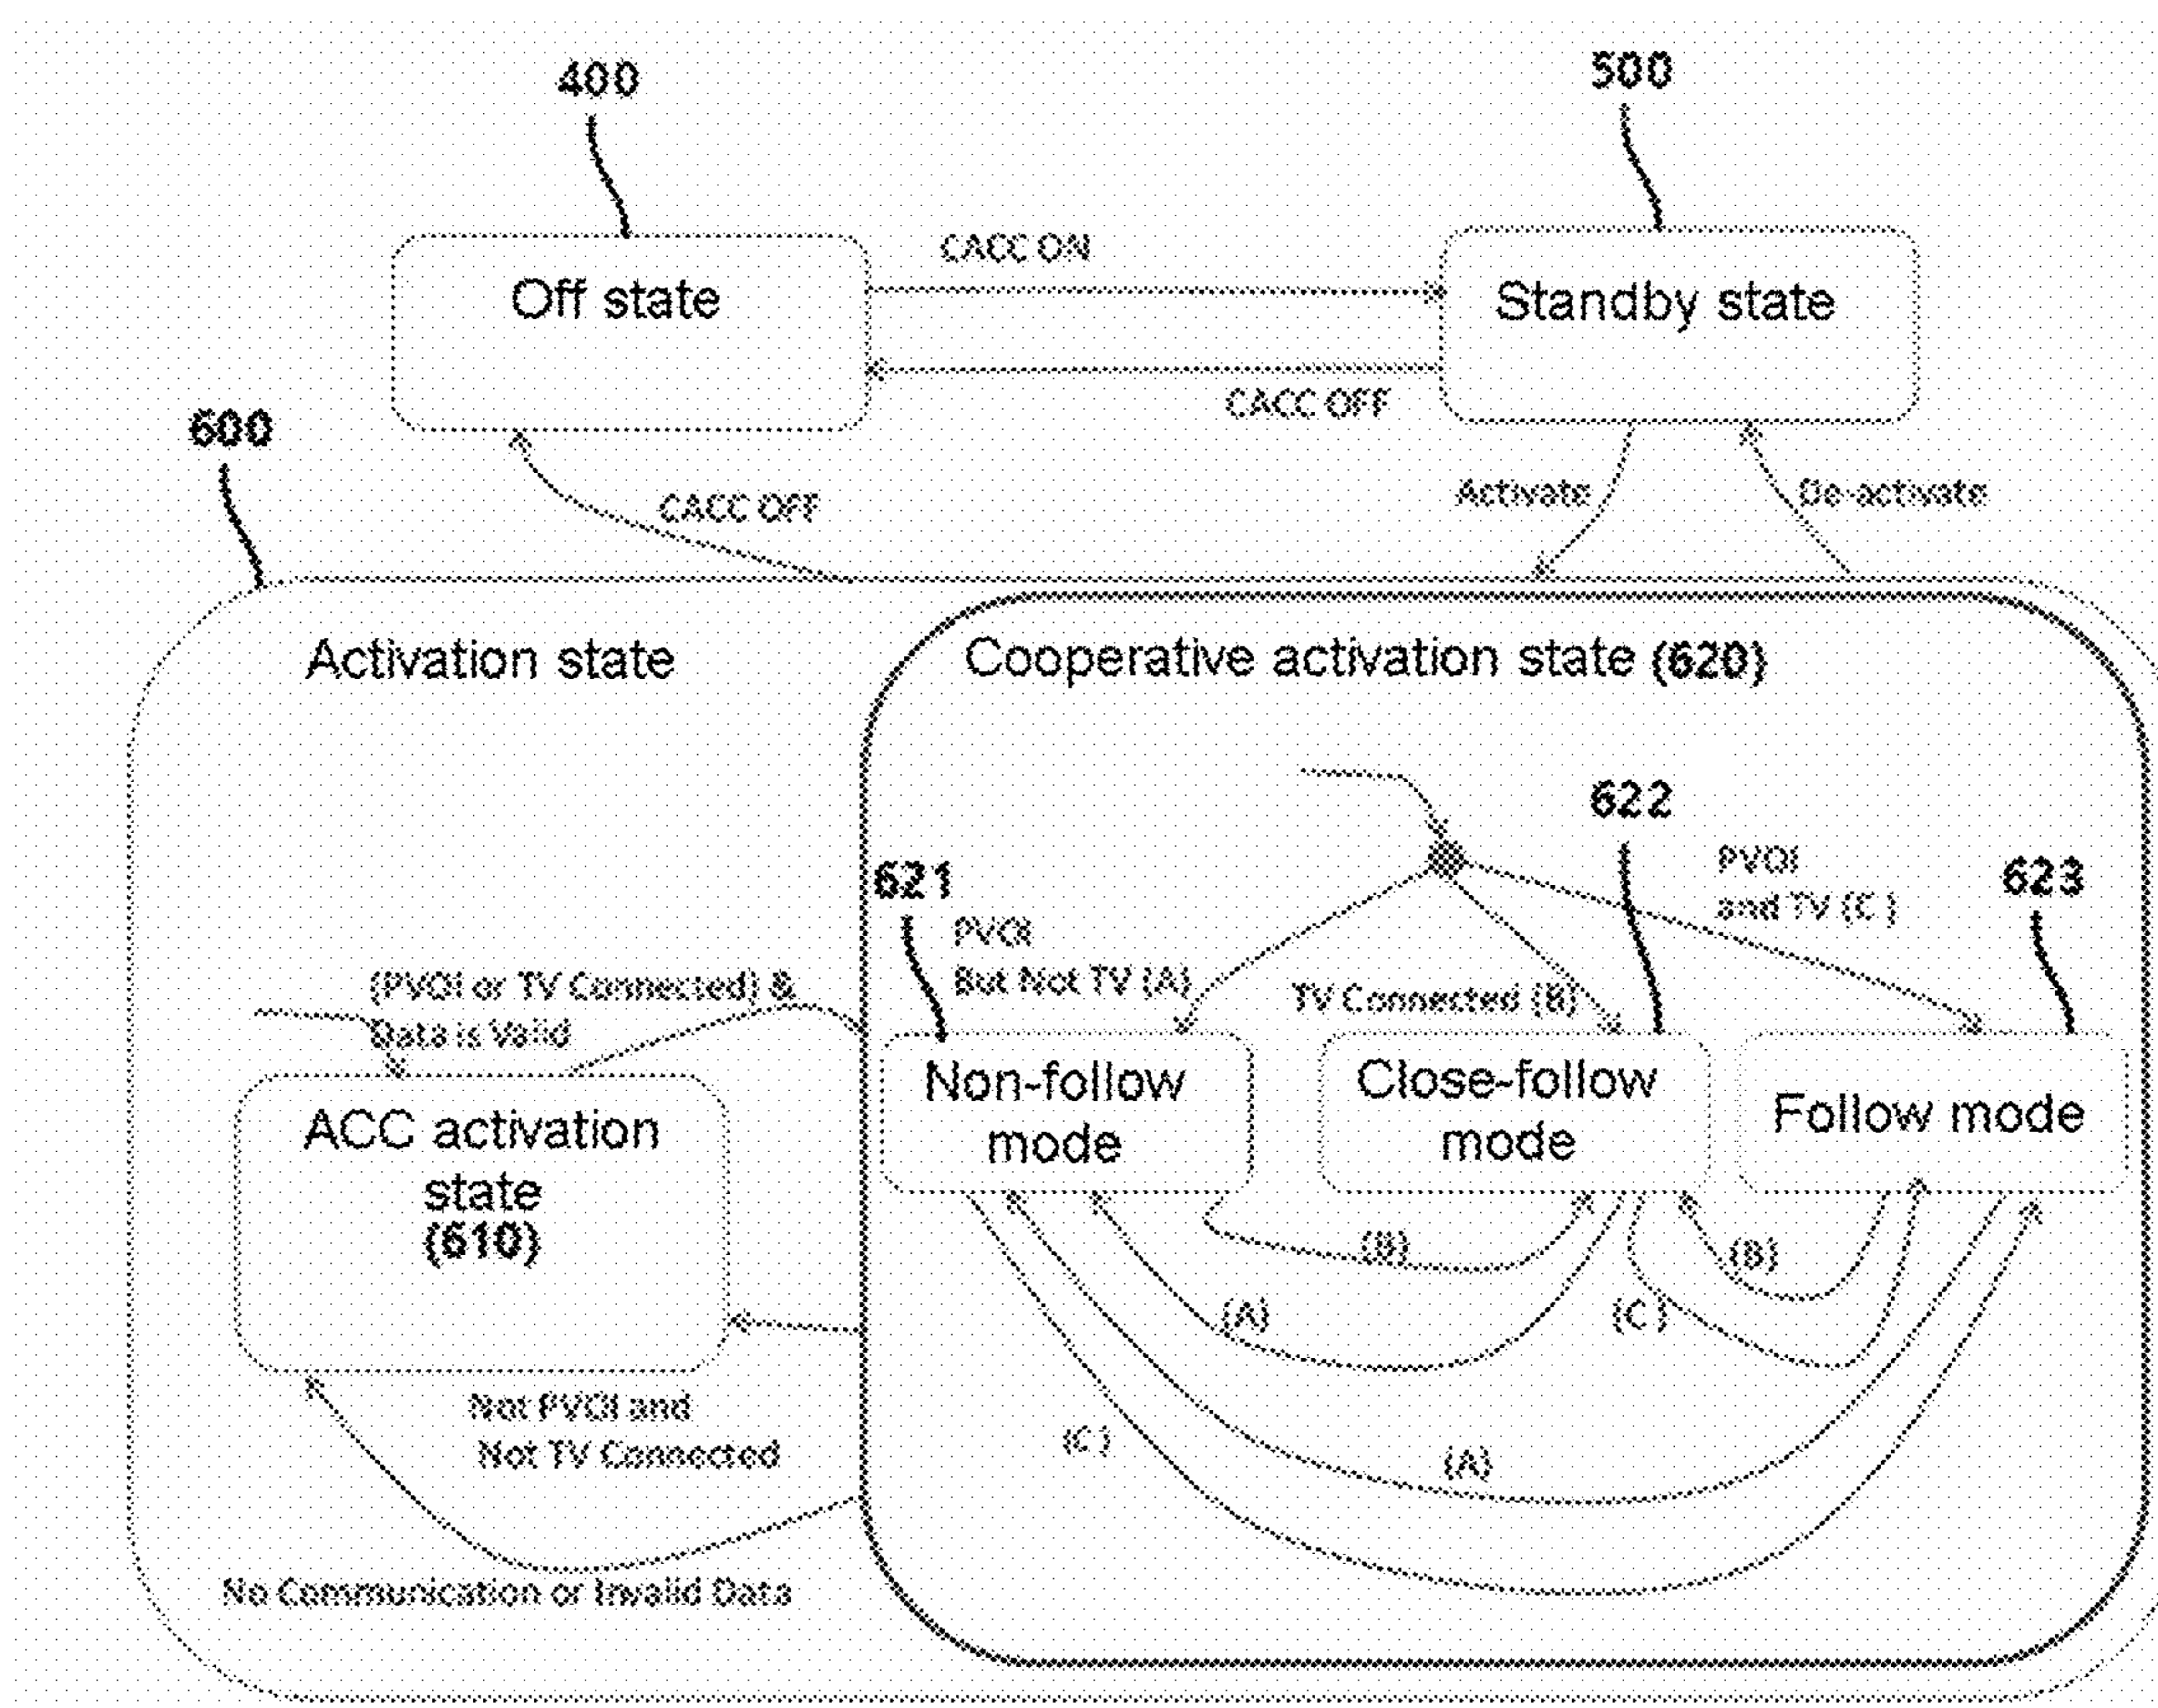 400
500
CACC ON
Off state
Standby state
CACC OFF
600
Activate
De-activate
CACC OFF
Activation state
Cooperative activation state (620)
622
PVOI
and TV (C )
623
621
PVOI
But Not TV (A)
(PVOI or TV Connected) &
Data is Valid
TV Connected (B)
Non-follow
mode
Close-follow
mode
Follow mode
ACC activation
state
(610)
(B)
(B)
(A)
(C )
Not PVOI and
Not TV Connected
(C )
(A)
No Communication or Invalid Data